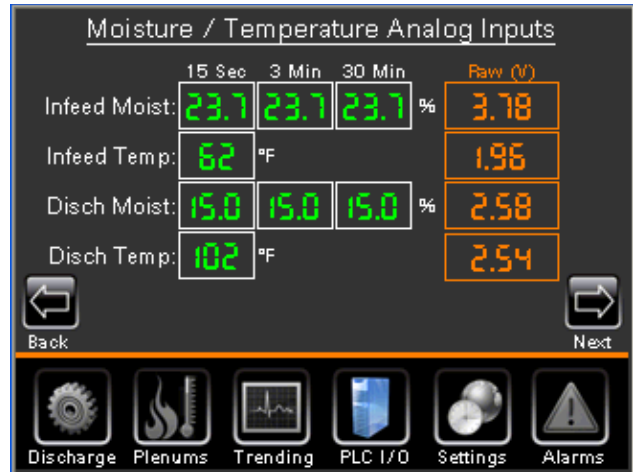 Moisture / Temperature Analog Inputs
15 Sec 3 Min 30 Min Raw (V)
Infeed Moist: 23.7 23.7 23.7 % 3.78
Infeed Temp: 62 °F 1.96
Disch Moist: 15.0 15.0 15.0 % 2.58
Disch Temp: 102 °F 2.54
Back Next
Discharge Plenums Trending PLC I/O Settings Alarms